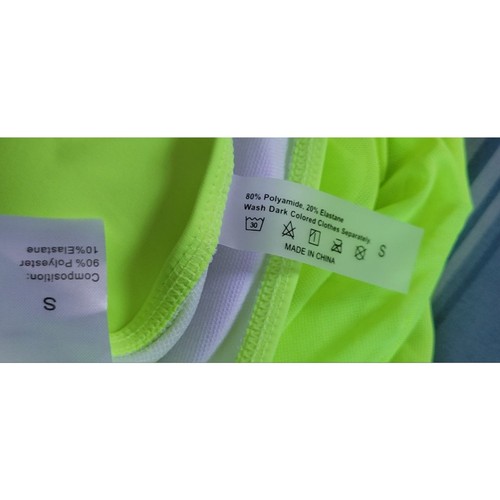 80% Polyamide, 20% Elastane
Wash Dark Colored Clothes Separately.
30
S
MADE IN CHINA
Composition:
90% Polyester
10%Elastane
S